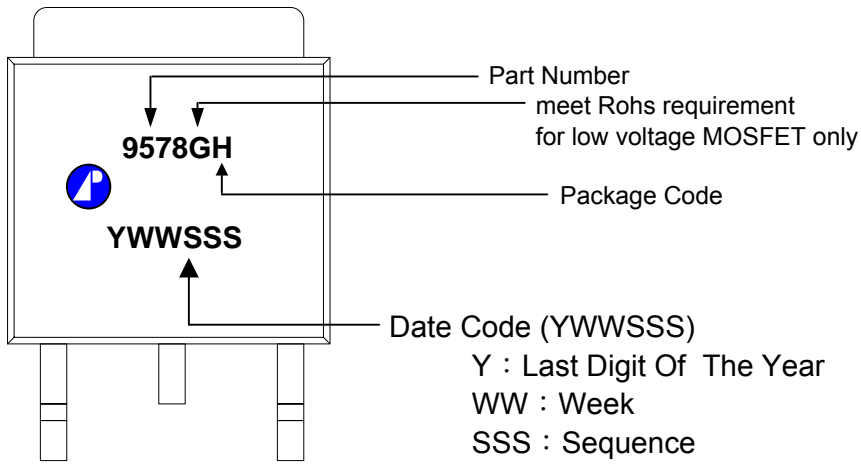 Part Number
meet Rohs requirement
for low voltage MOSFET only
9578GH
Package Code
YWWSSS
Date Code (YWWSSS)
Y：Last Digit Of The Year
WW：Week
SSS：Sequence